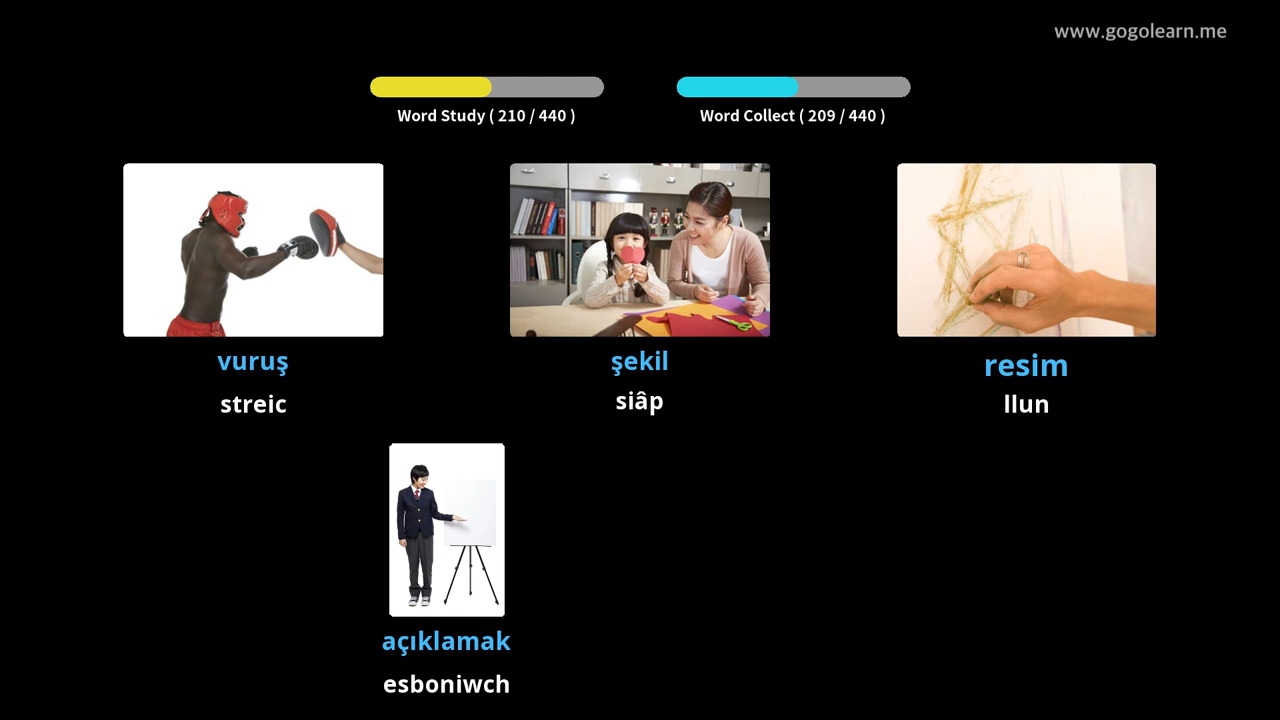 www.gogolearn.me
Word Study ( 210 / 440 )
Word Collect ( 209 / 440 )
vuruş
streic
şekil
siâp
resim
llun
açıklamak
esboniwch